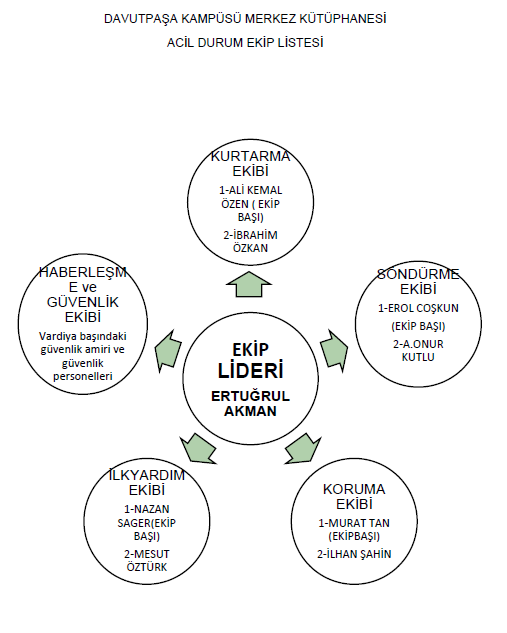 DAVUTPAŞA KAMPÜSÜ MERKEZ KÜTÜPHANESİ
ACİL DURUM EKİP LİSTESİ
KURTARMA
EKİBİ
1-ALİ KEMAL
ÖZEN ( EKİP
BAŞI)
2-İBRAHİM
ÖZKAN
HABERLEŞM
E ve
GÜVENLİK
EKİBİ
Vardiya başındaki
güvenlik amiri ve
güvenlik
personelleri
SÖNDÜRME
EKİBİ
1-EROL COŞKUN
(EKİP BAŞI)
2-A.ONUR
KUTLU
EKİP
LİDERİ
ERTUĞRUL
AKMAN
İLKYARDIM
EKİBİ
1-NAZAN
SAGER(EKİP
BAŞI)
2-MESUT
ÖZTÜRK
KORUMA
EKİBİ
1-MURAT TAN
(EKİPBAŞI)
2-İLHAN ŞAHİN